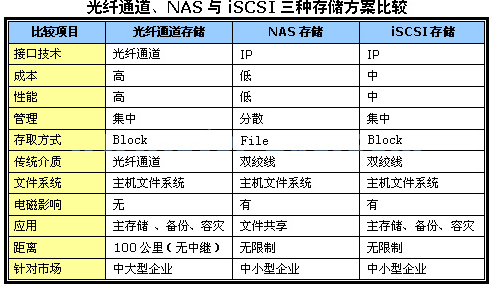 光纤通道、NAS 与 iSCSI 三种存储方案比较
比较项目 光纤通道存储 NAS 存储 iSCSI 存储
接口技术 光纤通道 IP IP
成本 高 低 中
性能 高 低 中
管理 集中 分散 集中
存取方式 Block File Block
传统介质 光纤通道 双绞线 双绞线
文件系统 主机文件系统 主机文件系统 主机文件系统
电磁影响 无 有 有
应用 主存储 、备份、容灾 文件共享 主存储、备份、容灾
距离 100 公里（无中继） 无限制 无限制
针对市场 中大型企业 中小型企业 中小型企业